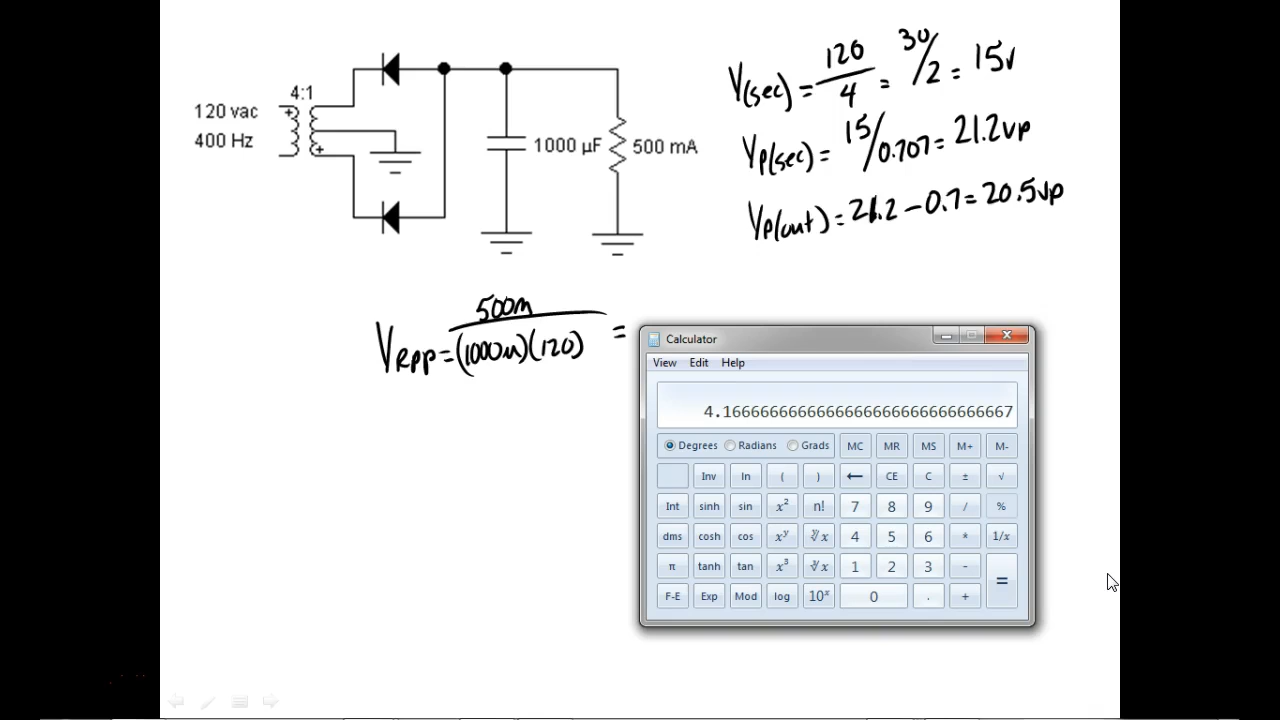 4:1
120 vac
400 Hz
+
+
1000 µF
500 mA
V(sec) = 120/4 = 30/2 = 15v
Vp(sec) = 15/0.707 = 21.2vp
Vp(out) = 21.2 - 0.7 = 20.5vp
VRPP = 500m/(1000u)(120) =
Calculator
View Edit Help
4.1666666666666666666666666666667
Degrees Radians Grads MC MR MS M+ M-
Inv ln ( ) ← CE C ± √
Int sinh sin x² n! 7 8 9 / %
dms cosh cos xʸ ʸ√x 4 5 6 * 1/x
π tanh tan x³ ³√x 1 2 3 - =
F-E Exp Mod log 10ˣ 0 . +